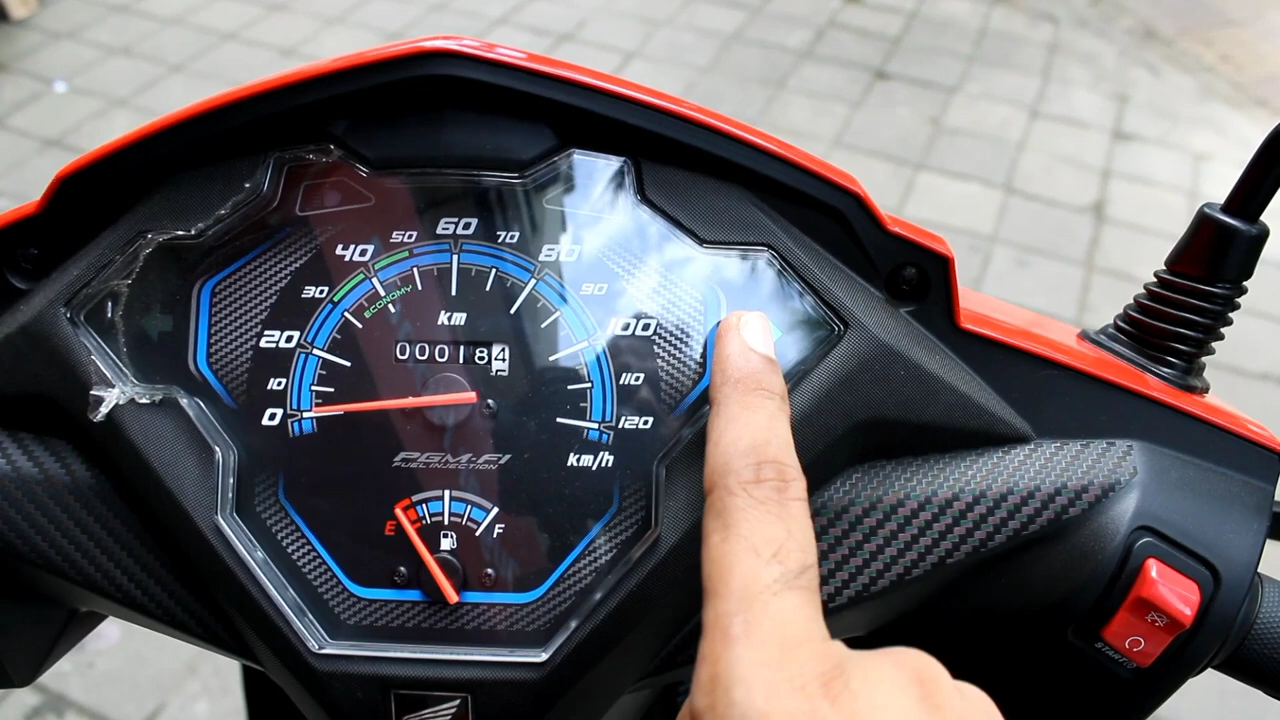 60
50 70
40 80
30 90
ECONOMY
km
20 100
000184
10 110
0 120
km/h
PGM-FI
FUEL INJECTION
E F
START